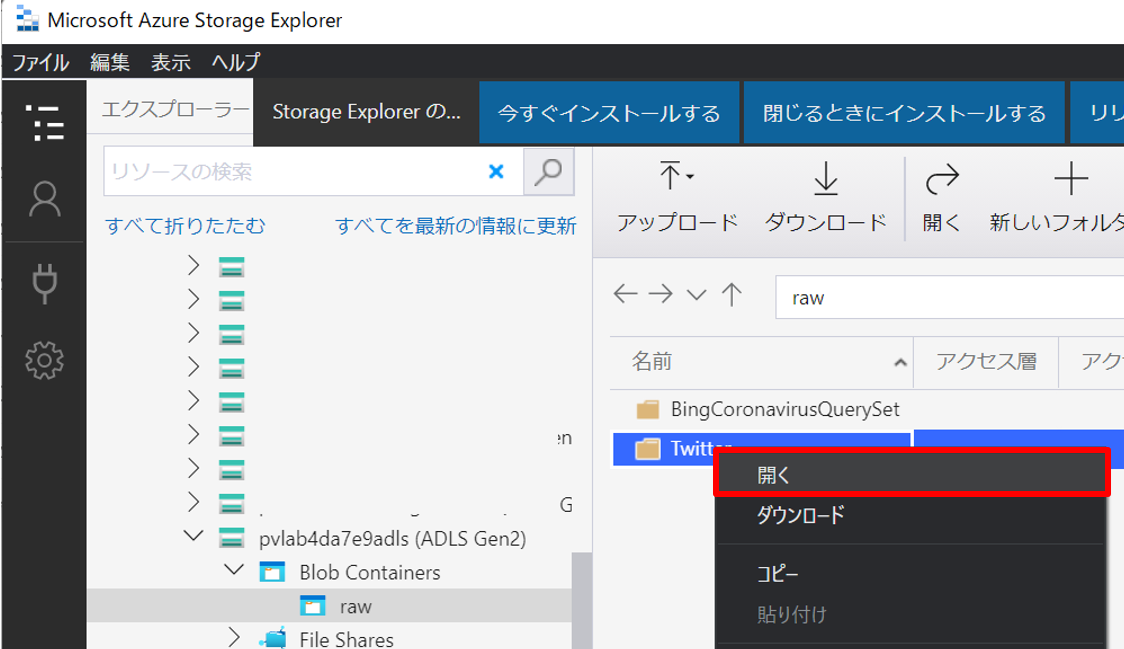 Microsoft Azure Storage Explorer
ファイル 編集 表示 ヘルプ
エクスプローラー
Storage Explorer の...
今すぐインストールする
閉じるときにインストールする
リリ
リソースの検索
すべて折りたたむ
すべてを最新の情報に更新
アップロード
ダウンロード
開く
新しいフォルダ
raw
名前
アクセス層
アク
BingCoronavirusQuerySet
Twitter
開く
ダウンロード
コピー
貼り付け
en
G
pvlab4da7e9adls (ADLS Gen2)
Blob Containers
raw
File Shares